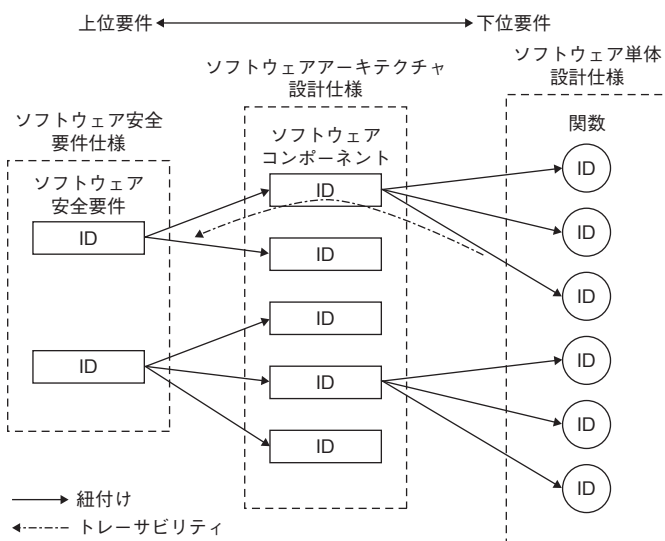 上位要件
下位要件
ソフトウェアアーキテクチャ
設計仕様
ソフトウェア単体
設計仕様
ソフトウェア安全
要件仕様
ソフトウェア
コンポーネント
関数
ソフトウェア
安全要件
ID
ID
ID
ID
ID
ID
ID
ID
ID
ID
ID
ID
ID
紐付け
トレーサビリティ